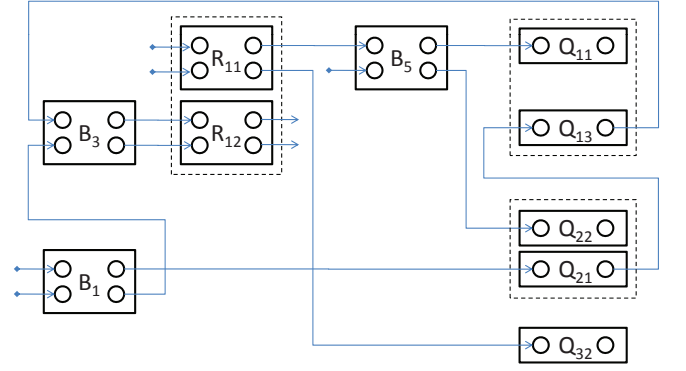 R₁₁
B₅
Q₁₁
B₃
R₁₂
Q₁₃
Q₂₂
B₁
Q₂₁
Q₃₂